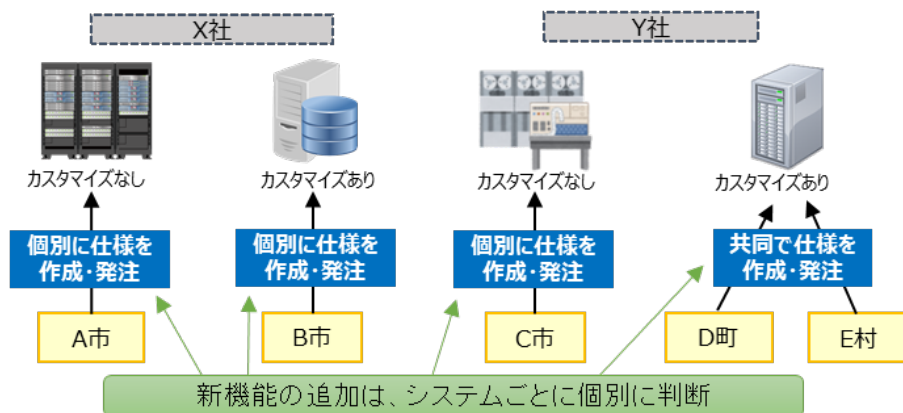 X社
Y社
カスタマイズなし
カスタマイズあり
カスタマイズなし
カスタマイズあり
個別に仕様を
作成・発注
個別に仕様を
作成・発注
個別に仕様を
作成・発注
共同で仕様を
作成・発注
A市
B市
C市
D町
E村
新機能の追加は、システムごとに個別に判断